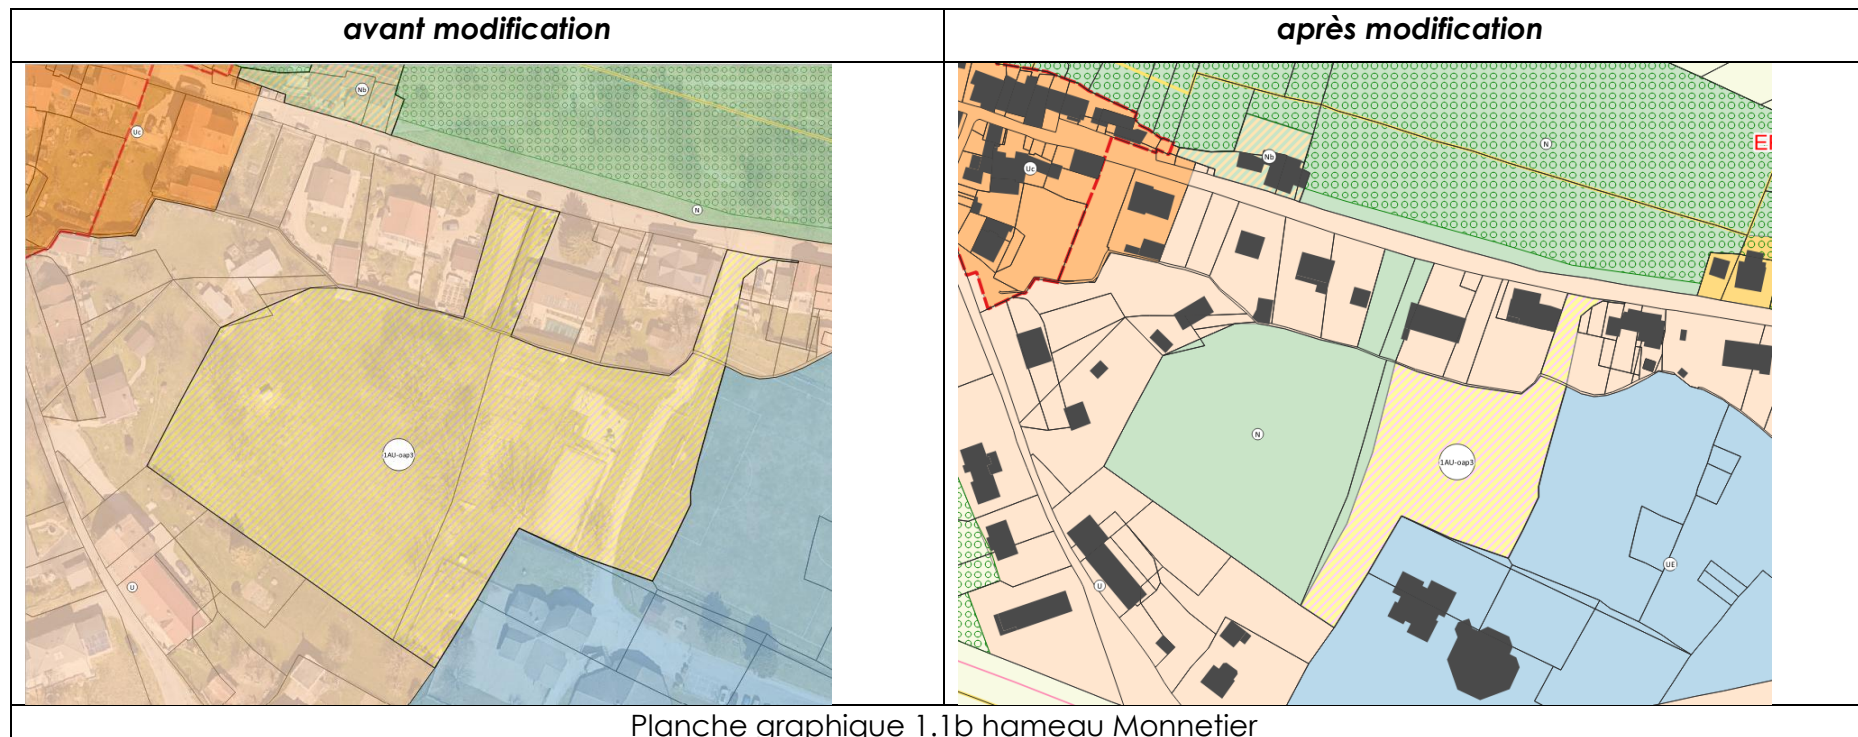 avant modification
après modification
Nb
Uc
N
1AU-oap3
U
N
Nb
Uc
N
1AU-oap3
UE
U
Planche graphique 1.1b hameau Monnetier